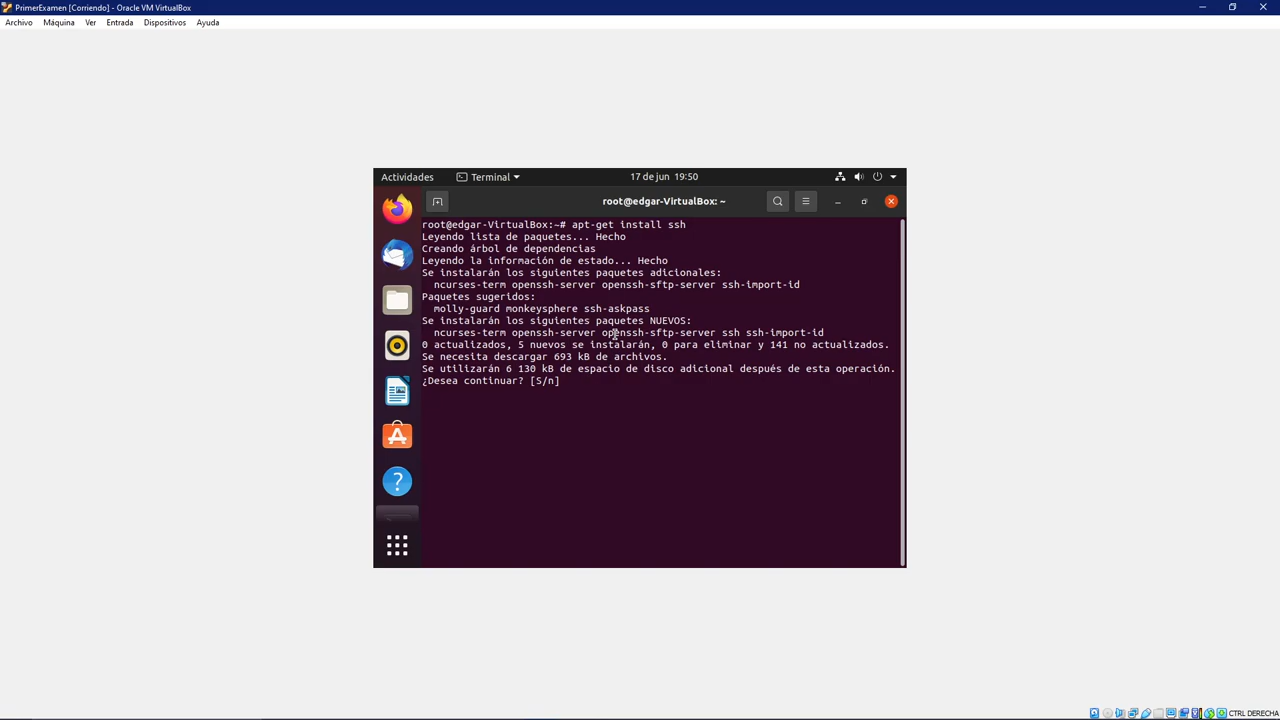 PrimerExamen [Corriendo] - Oracle VM VirtualBox
Archivo Máquina Ver Entrada Dispositivos Ayuda
Actividades Terminal 17 de jun 19:50
root@edgar-VirtualBox: ~
root@edgar-VirtualBox:~# apt-get install ssh
Leyendo lista de paquetes... Hecho
Creando árbol de dependencias
Leyendo la información de estado... Hecho
Se instalarán los siguientes paquetes adicionales:
ncurses-term openssh-server openssh-sftp-server ssh-import-id
Paquetes sugeridos:
molly-guard monkeysphere ssh-askpass
Se instalarán los siguientes paquetes NUEVOS:
ncurses-term openssh-server openssh-sftp-server ssh ssh-import-id
0 actualizados, 5 nuevos se instalarán, 0 para eliminar y 141 no actualizados.
Se necesita descargar 693 kB de archivos.
Se utilizarán 6 130 kB de espacio de disco adicional después de esta operación.
¿Desea continuar? [S/n]
CTRL DERECHA